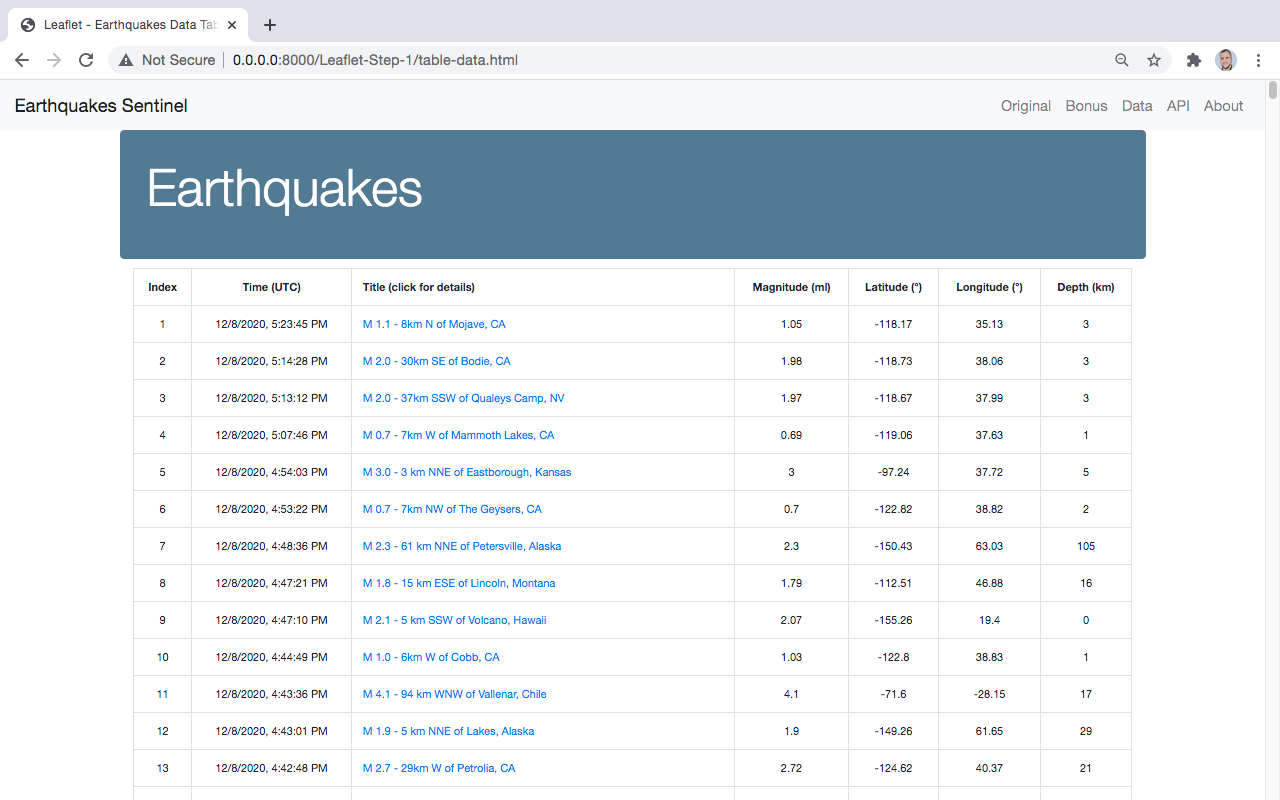 Leaflet - Earthquakes Data Tab
Not Secure 0.0.0.0:8000/Leaflet-Step-1/table-data.html
Earthquakes Sentinel Original Bonus Data API About
Earthquakes
Index Time (UTC) Title (click for details) Magnitude (ml) Latitude (°) Longitude (°) Depth (km)
1 12/8/2020, 5:23:45 PM M 1.1 - 8km N of Mojave, CA 1.05 -118.17 35.13 3
2 12/8/2020, 5:14:28 PM M 2.0 - 30km SE of Bodie, CA 1.98 -118.73 38.06 3
3 12/8/2020, 5:13:12 PM M 2.0 - 37km SSW of Qualeys Camp, NV 1.97 -118.67 37.99 3
4 12/8/2020, 5:07:46 PM M 0.7 - 7km W of Mammoth Lakes, CA 0.69 -119.06 37.63 1
5 12/8/2020, 4:54:03 PM M 3.0 - 3 km NNE of Eastborough, Kansas 3 -97.24 37.72 5
6 12/8/2020, 4:53:22 PM M 0.7 - 7km NW of The Geysers, CA 0.7 -122.82 38.82 2
7 12/8/2020, 4:48:36 PM M 2.3 - 61 km NNE of Petersville, Alaska 2.3 -150.43 63.03 105
8 12/8/2020, 4:47:21 PM M 1.8 - 15 km ESE of Lincoln, Montana 1.79 -112.51 46.88 16
9 12/8/2020, 4:47:10 PM M 2.1 - 5 km SSW of Volcano, Hawaii 2.07 -155.26 19.4 0
10 12/8/2020, 4:44:49 PM M 1.0 - 6km W of Cobb, CA 1.03 -122.8 38.83 1
11 12/8/2020, 4:43:36 PM M 4.1 - 94 km WNW of Vallenar, Chile 4.1 -71.6 -28.15 17
12 12/8/2020, 4:43:01 PM M 1.9 - 5 km NNE of Lakes, Alaska 1.9 -149.26 61.65 29
13 12/8/2020, 4:42:48 PM M 2.7 - 29km W of Petrolia, CA 2.72 -124.62 40.37 21